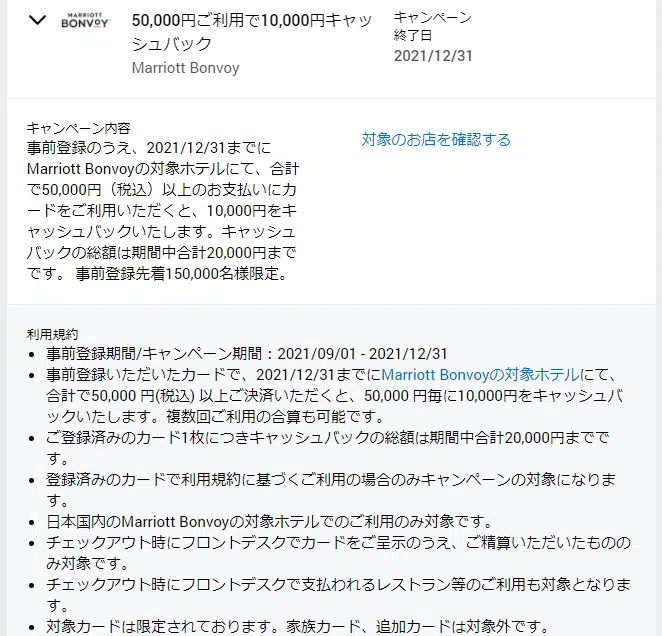 MARRIOTT
BONVOY
50,000円ご利用で10,000円キャッ
シュバック
Marriott Bonvoy
キャンペーン
終了日
2021/12/31
キャンペーン内容
事前登録のうえ、2021/12/31までに
Marriott Bonvoyの対象ホテルにて、合計
で50,000円（税込）以上のお支払いにカ
ードをご利用いただくと、10,000円をキ
ャッシュバックいたします。キャッシュ
バックの総額は期間中合計20,000円まで
です。 事前登録先着150,000名様限定。
対象のお店を確認する
利用規約
• 事前登録期間/キャンペーン期間：2021/09/01 - 2021/12/31
• 事前登録いただいたカードで、2021/12/31までにMarriott Bonvoyの対象ホテルにて、
合計で50,000 円(税込) 以上ご決済いただくと、50,000 円毎に10,000円をキャッシュバ
ックいたします。複数回ご利用の合算も可能です。
• ご登録済みのカード1枚につきキャッシュバックの総額は期間中合計20,000円までで
す。
• 登録済みのカードで利用規約に基づくご利用の場合のみキャンペーンの対象になりま
す。
• 日本国内のMarriott Bonvoyの対象ホテルでのご利用のみ対象です。
• チェックアウト時にフロントデスクでカードをご呈示のうえ、ご精算いただいたものの
み対象です。
• チェックアウト時にフロントデスクで支払われるレストラン等のご利用も対象となりま
す。
• 対象カードは限定されております。家族カード、追加カードは対象外です。